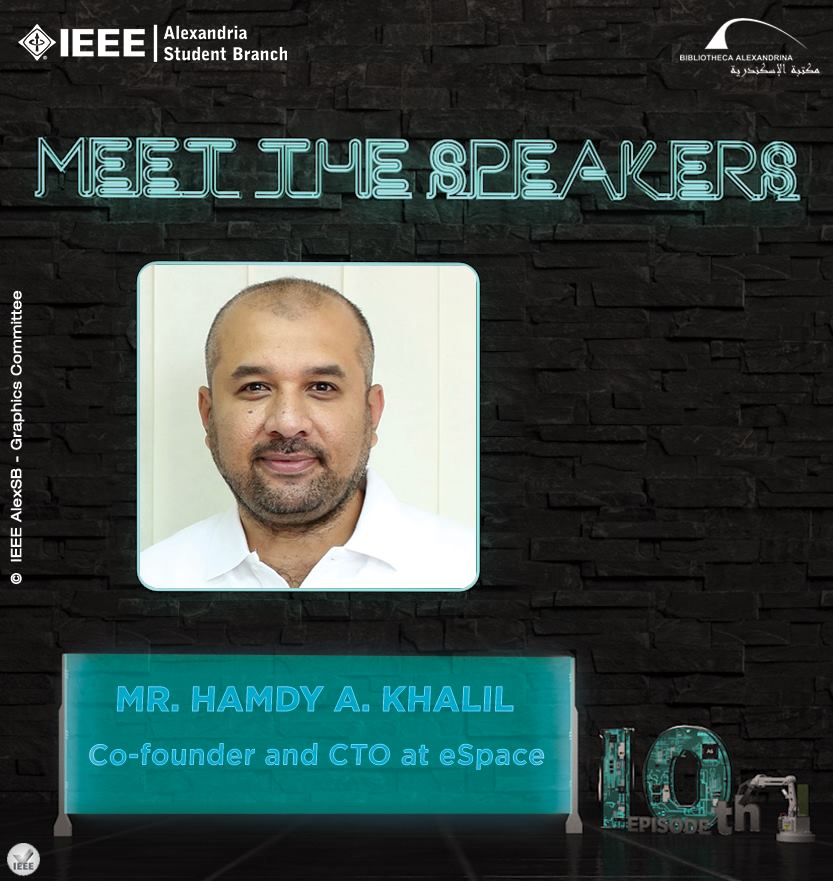 IEEE
Alexandria
Student Branch
BIBLIOTHECA ALEXANDRINA
مكتبة الإسكندرية
MEET THE SPEAKERS
© IEEE AlexSB - Graphics Committee
MR. HAMDY A. KHALIL
Co-founder and CTO at eSpace
10th
EPISODE
A6
IEEE